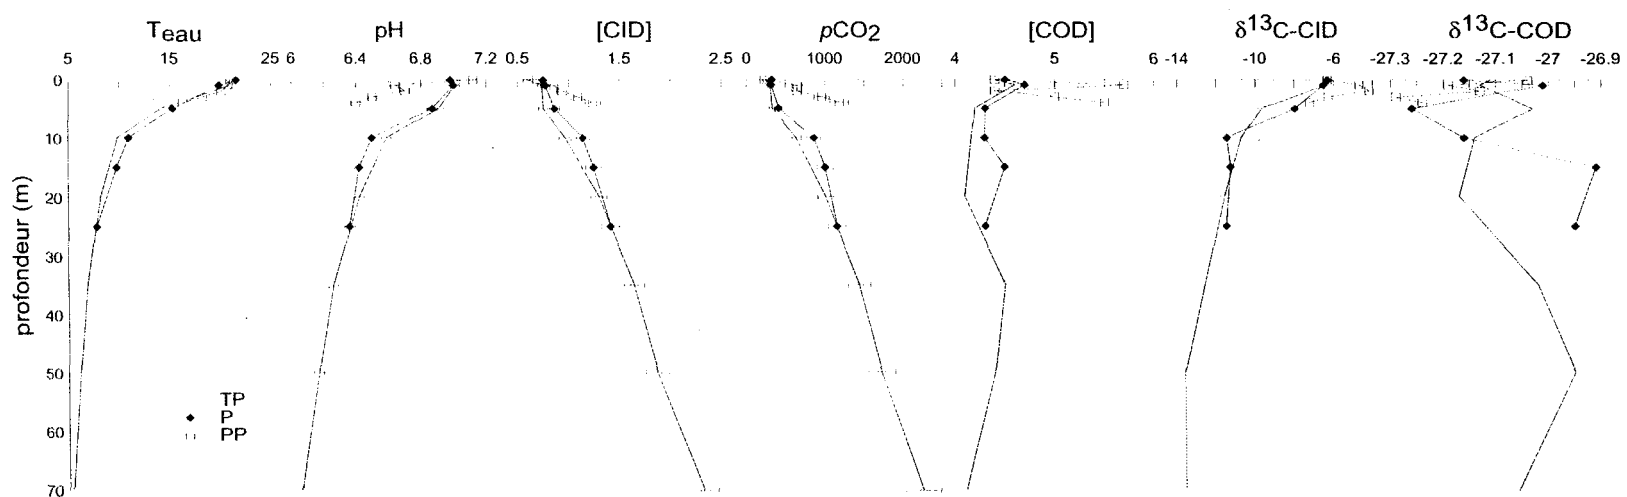 Teau pH [CID] pCO2 [COD] δ13C-CID δ13C-COD
5 15 25 6 6.4 6.8 7.2 0.5 1.5 2.5 0 1000 2000 4 5 6 -14 -10 -6 -27.3 -27.2 -27.1 -27 -26.9
0
10
20
30
40
50
60
70
profondeur (m)
TP
P
PP